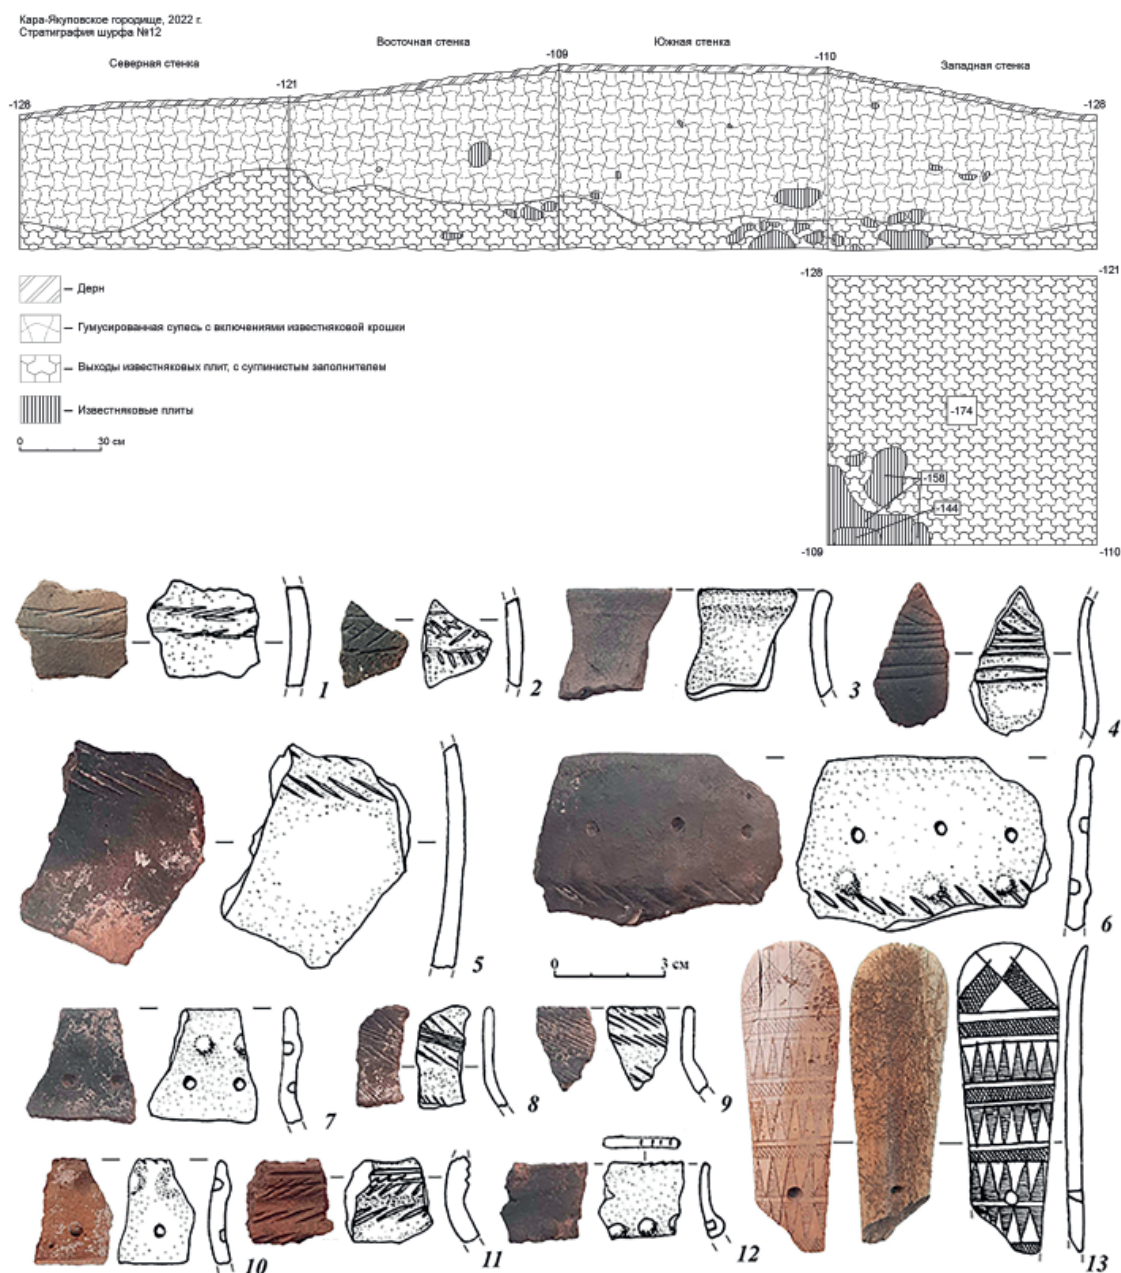 Кара-Якуповское городище, 2022 г.
Стратиграфия шурфа №12
Северная стенка
Восточная стенка
Южная стенка
Западная стенка
-126
-121
-109
-110
-128
— Дерн
— Гумусированная супесь с включениями известняковой крошки
— Выходы известняковых плит, с суглинистым заполнителем
— Известняковые плиты
0 30 см
-128 -121
-174
-158
-144
-109 -110
1 2 3 4
5 0 3 см 6
7 8 9
10 11 12 13